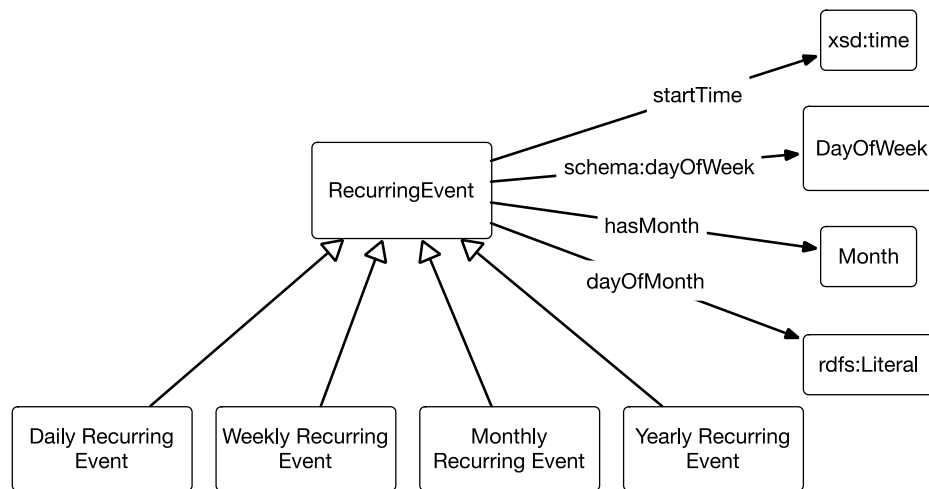 xsd:time
startTime
DayOfWeek
schema:dayOfWeek
RecurringEvent
hasMonth
Month
dayOfMonth
rdfs:Literal
Daily Recurring
Event
Weekly Recurring
Event
Monthly
Recurring Event
Yearly Recurring
Event